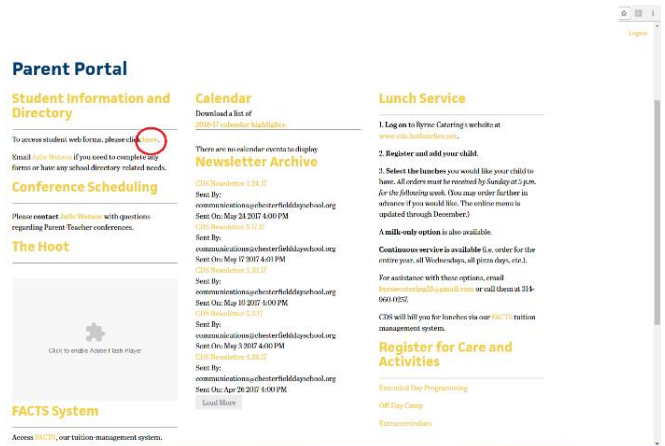 Logout
Parent Portal
Student Information and
Directory
To access student web forms, please click here.
Email Julie Watson if you need to complete any
forms or have any school directory-related needs.
Conference Scheduling
Please contact Julie Watson with questions
regarding Parent-Teacher conferences.
The Hoot
Click to enable Adobe Flash Player
FACTS System
Access FACTS, our tuition-management system.
Calendar
Download a list of
2016-17 calendar highlights.
There are no calendar events to display
Newsletter Archive
CDS Newsletter 5.24.17
Sent By:
communications@chesterfielddayschool.org
Sent On: May 24 2017 4:00 PM
CDS Newsletter 5.17.17
Sent By:
communications@chesterfielddayschool.org
Sent On: May 17 2017 4:01 PM
CDS Newsletter 5.10.17
Sent By:
communications@chesterfielddayschool.org
Sent On: May 10 2017 4:00 PM
CDS Newsletter 5.3.17
Sent By:
communications@chesterfielddayschool.org
Sent On: May 3 2017 4:00 PM
CDS Newsletter 4.26.17
Sent By:
communications@chesterfielddayschool.org
Sent On: Apr 26 2017 4:00 PM
Load More
Lunch Service
1. Log on to Byrne Catering's website at
www.cds.hotlunches.net.
2. Register and add your child.
3. Select the lunches you would like your child to
have. All orders must be received by Sunday at 5 p.m.
for the following week. (You may order further in
advance if you would like. The online menu is
updated through December.)
A milk-only option is also available.
Continuous service is available (i.e. order for the
entire year, all Wednesdays, all pizza days, etc.).
For assistance with these options, email
byrnecatering13@gmail.com or call them at 314-
960-0257.
CDS will bill you for lunches via our FACTS tuition
management system.
Register for Care and
Activities
Extended Day Programming
Off Day Camp
Extracurriculars